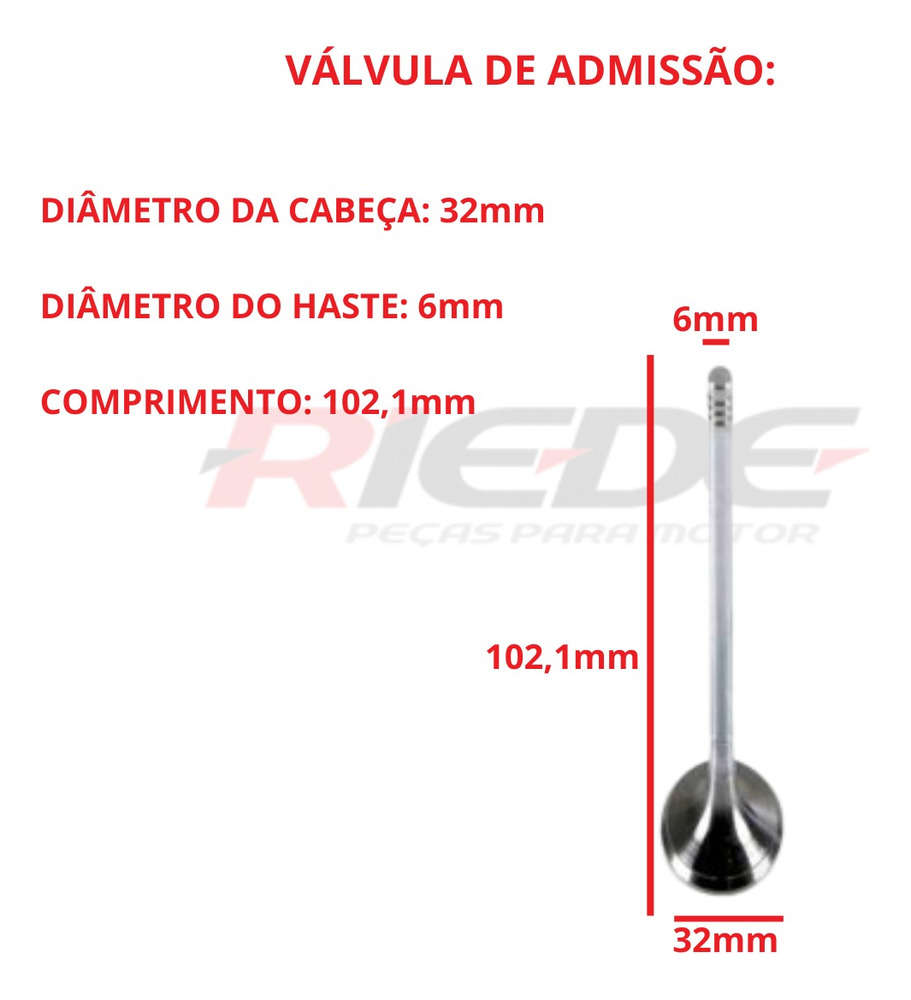 VÁLVULA DE ADMISSÃO:
DIÂMETRO DA CABEÇA: 32mm
DIÂMETRO DO HASTE: 6mm
6mm
COMPRIMENTO: 102,1mm
RIEDE
PEÇAS PARA MOTOR
102,1mm
32mm